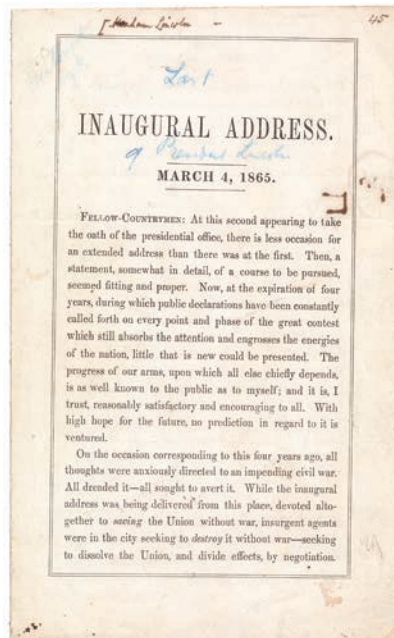 [Abraham Lincoln
45
Last
INAUGURAL ADDRESS.
of President Lincoln
MARCH 4, 1865.
FELLOW-COUNTRYMEN: At this second appearing to take
the oath of the presidential office, there is less occasion for
an extended address than there was at the first. Then, a
statement, somewhat in detail, of a course to be pursued,
seemed fitting and proper. Now, at the expiration of four
years, during which public declarations have been constantly
called forth on every point and phase of the great contest
which still absorbs the attention and engrosses the energies
of the nation, little that is new could be presented. The
progress of our arms, upon which all else chiefly depends,
is as well known to the public as to myself; and it is, I
trust, reasonably satisfactory and encouraging to all. With
high hope for the future, no prediction in regard to it is
ventured.
On the occasion corresponding to this four years ago, all
thoughts were anxiously directed to an impending civil war.
All dreaded it—all sought to avert it. While the inaugural
address was being delivered from this place, devoted alto-
gether to saving the Union without war, insurgent agents
were in the city seeking to destroy it without war—seeking
to dissolve the Union, and divide effects, by negotiation.